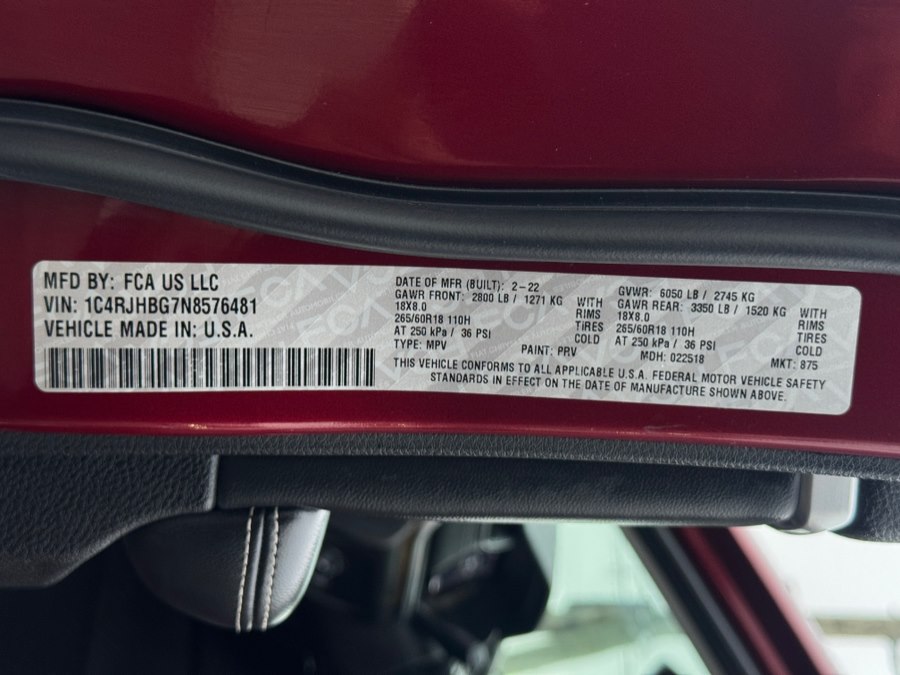 MFD BY: FCA US LLC
VIN: 1C4RJHBG7N8576481
VEHICLE MADE IN: U.S.A.
DATE OF MFR (BUILT): 2-22
GAWR FRONT: 2800 LB / 1271 KG WITH
18X8.0 RIMS
265/60R18 110H TIRES
AT 250 kPa / 36 PSI COLD
TYPE: MPV PAINT: PRV
GVWR: 6050 LB / 2745 KG
GAWR REAR: 3350 LB / 1520 KG WITH
18X8.0 RIMS
265/60R18 110H TIRES
AT 250 kPa / 36 PSI COLD
MDH: 022518 MKT: 875
THIS VEHICLE CONFORMS TO ALL APPLICABLE U.S.A. FEDERAL MOTOR VEHICLE SAFETY
STANDARDS IN EFFECT ON THE DATE OF MANUFACTURE SHOWN ABOVE.